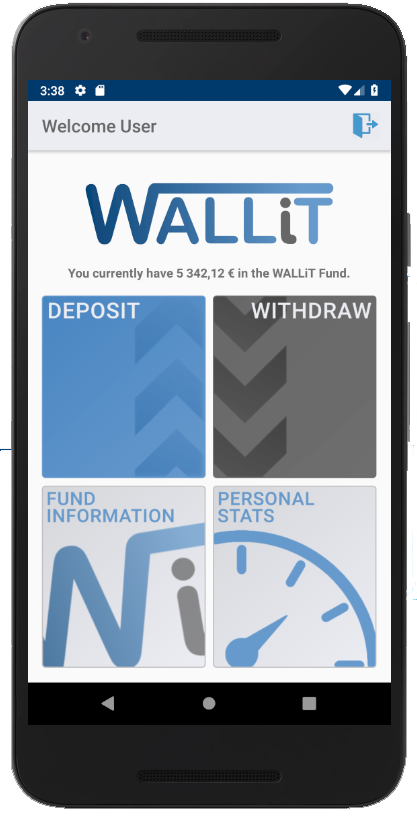 3:38
Welcome User
WALLiT
You currently have 5 342,12 € in the WALLiT Fund.
DEPOSIT
WITHDRAW
FUND
INFORMATION
PERSONAL
STATS